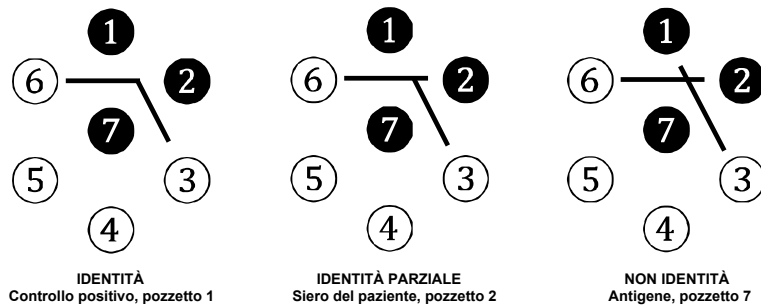 1 1 1
6 2 6 2 6 2
7 7 7
5 3 5 3 5 3
4 4 4
IDENTITÀ IDENTITÀ PARZIALE NON IDENTITÀ
Controllo positivo, pozzetto 1 Siero del paziente, pozzetto 2 Antigene, pozzetto 7